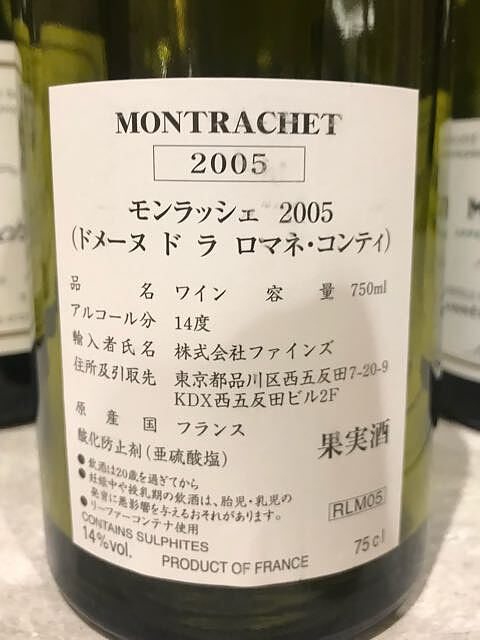 MONTRACHET
2005
モンラッシェ 2005
(ドメーヌ ド ラ ロマネ・コンティ)
品名 ワイン 容量 750ml
アルコール分 14度
輸入者氏名 株式会社ファインズ
住所及引取先 東京都品川区西五反田7-20-9
KDX西五反田ビル2F
原産国 フランス
酸化防止剤(亜硫酸塩)
果実酒
●飲酒は20歳を過ぎてから
●妊娠中や授乳期の飲酒は、胎児・乳児の
発育に悪影響を与えるおそれがあります。
●リーファーコンテナ使用
RLM05
CONTAINS SULPHITES
14%vol.
PRODUCT OF FRANCE
75cl